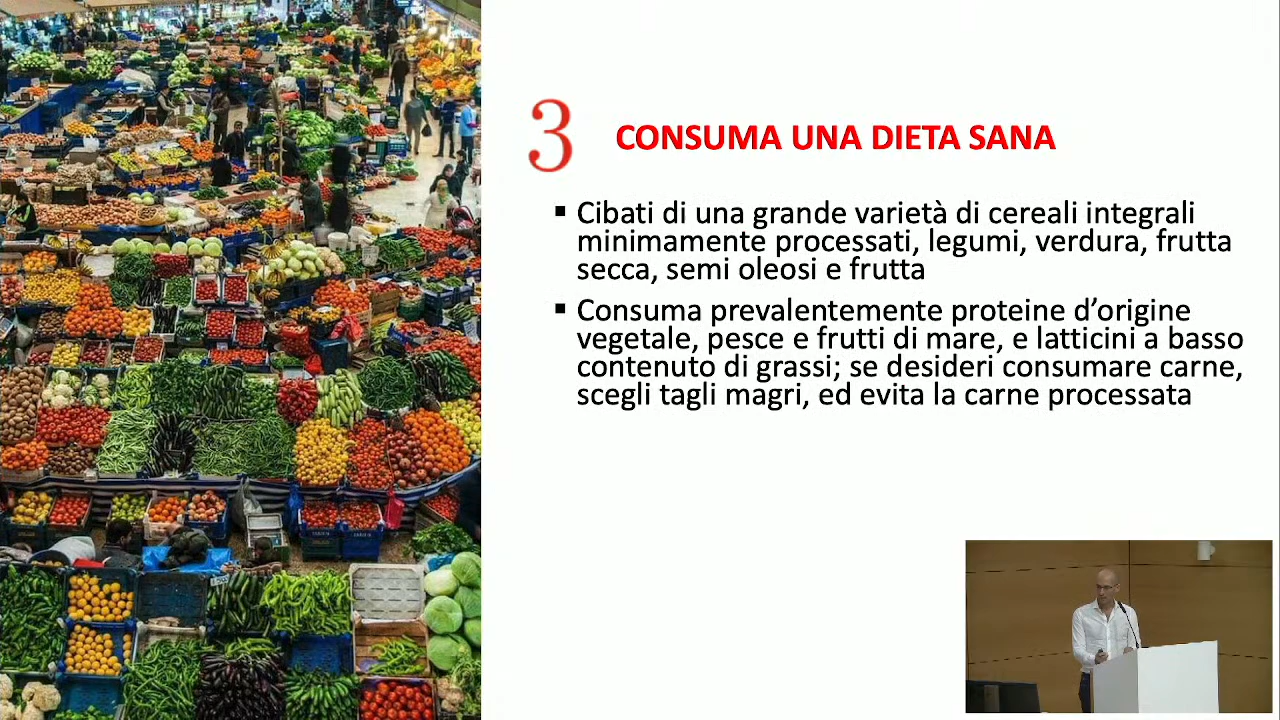 3 CONSUMA UNA DIETA SANA
▪ Cibati di una grande varietà di cereali integrali
minimamente processati, legumi, verdura, frutta
secca, semi oleosi e frutta
▪ Consuma prevalentemente proteine d’origine
vegetale, pesce e frutti di mare, e latticini a basso
contenuto di grassi; se desideri consumare carne,
scegli tagli magri, ed evita la carne processata